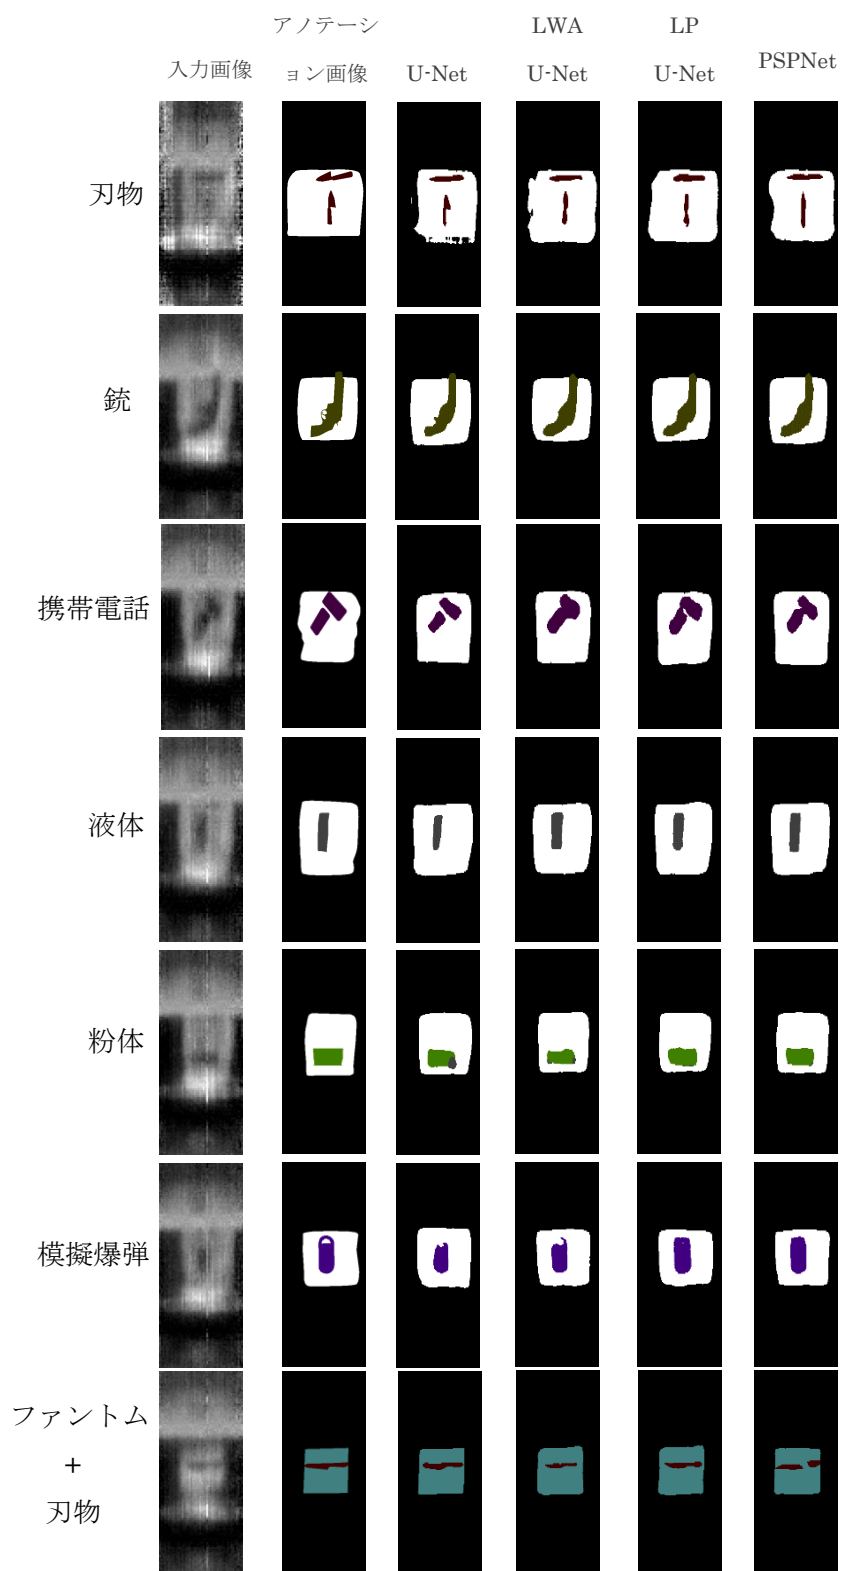 アノテーシ LWA LP
入力画像 ョン画像 U-Net U-Net U-Net PSPNet
刃物
銃
携帯電話
液体
粉体
模擬爆弾
ファントム
+
刃物